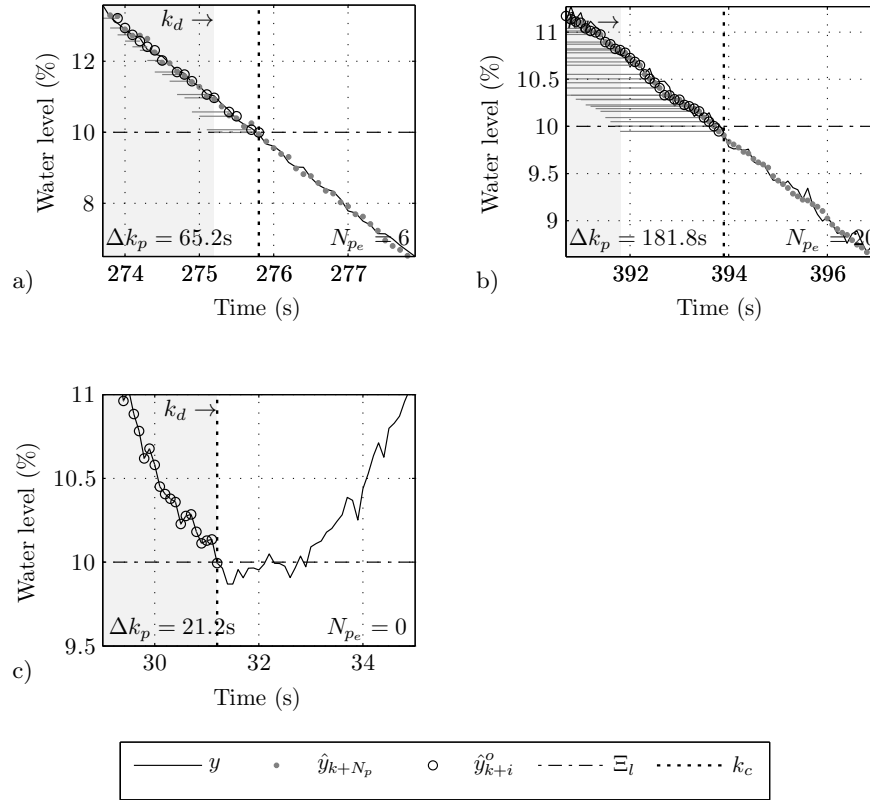 k_d →
Water level (%)
12
10
8
Δk_p = 65.2s
N_{p_e} = 6
274
275
276
277
a)
Time (s)
→
Water level (%)
11
10.5
10
9.5
9
Δk_p = 181.8s
N_{p_e} = 20
392
394
396
b)
Time (s)
k_d →
Water level (%)
11
10.5
10
9.5
Δk_p = 21.2s
N_{p_e} = 0
30
32
34
c)
Time (s)
y
ŷ_{k+N_p}
ŷ^o_{k+i}
Ξ_l
k_c